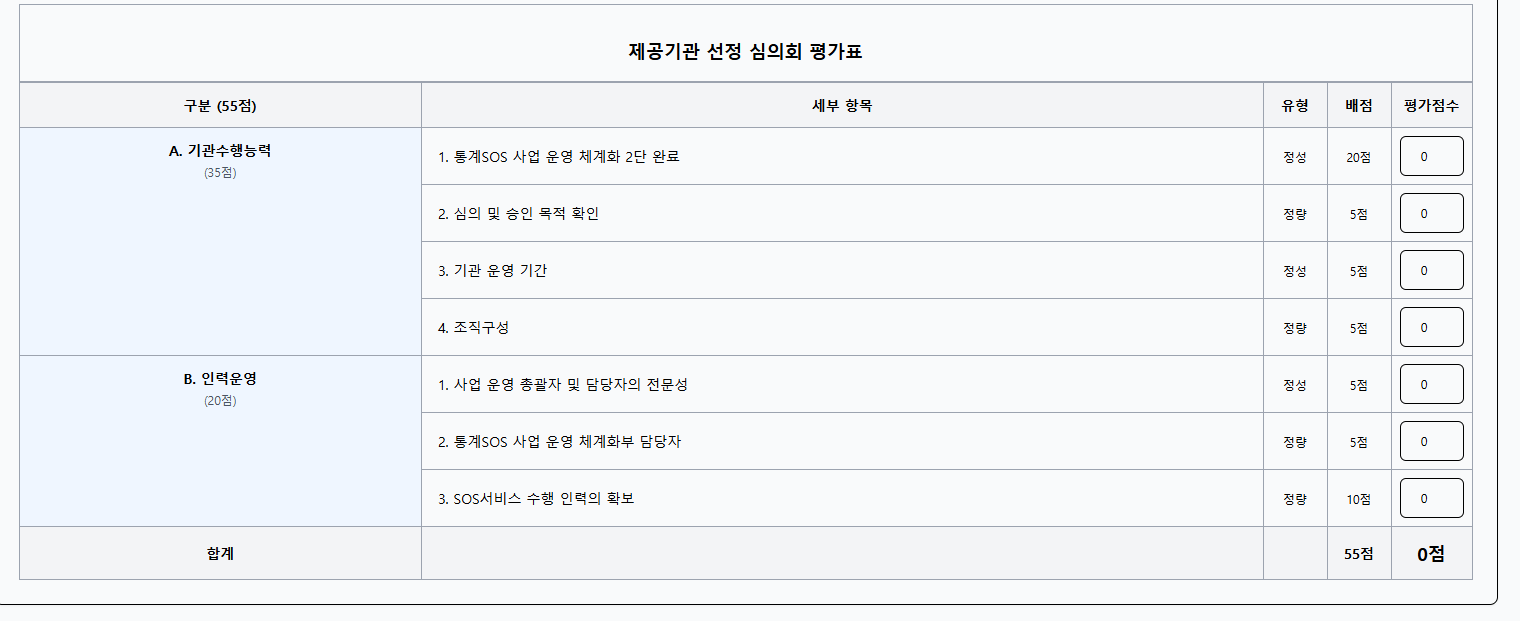 제공기관 선정 심의회 평가표
구분 (55점) 세부 항목 유형 배점 평가점수
A. 기관수행능력
(35점)
1. 통계SOS 사업 운영 체계화 2단 완료 정성 20점 0
2. 심의 및 승인 목적 확인 정량 5점 0
3. 기관 운영 기간 정성 5점 0
4. 조직구성 정량 5점 0
B. 인력운영
(20점)
1. 사업 운영 총괄자 및 담당자의 전문성 정성 5점 0
2. 통계SOS 사업 운영 체계화부 담당자 정량 5점 0
3. SOS서비스 수행 인력의 확보 정량 10점 0
합계 55점 0점